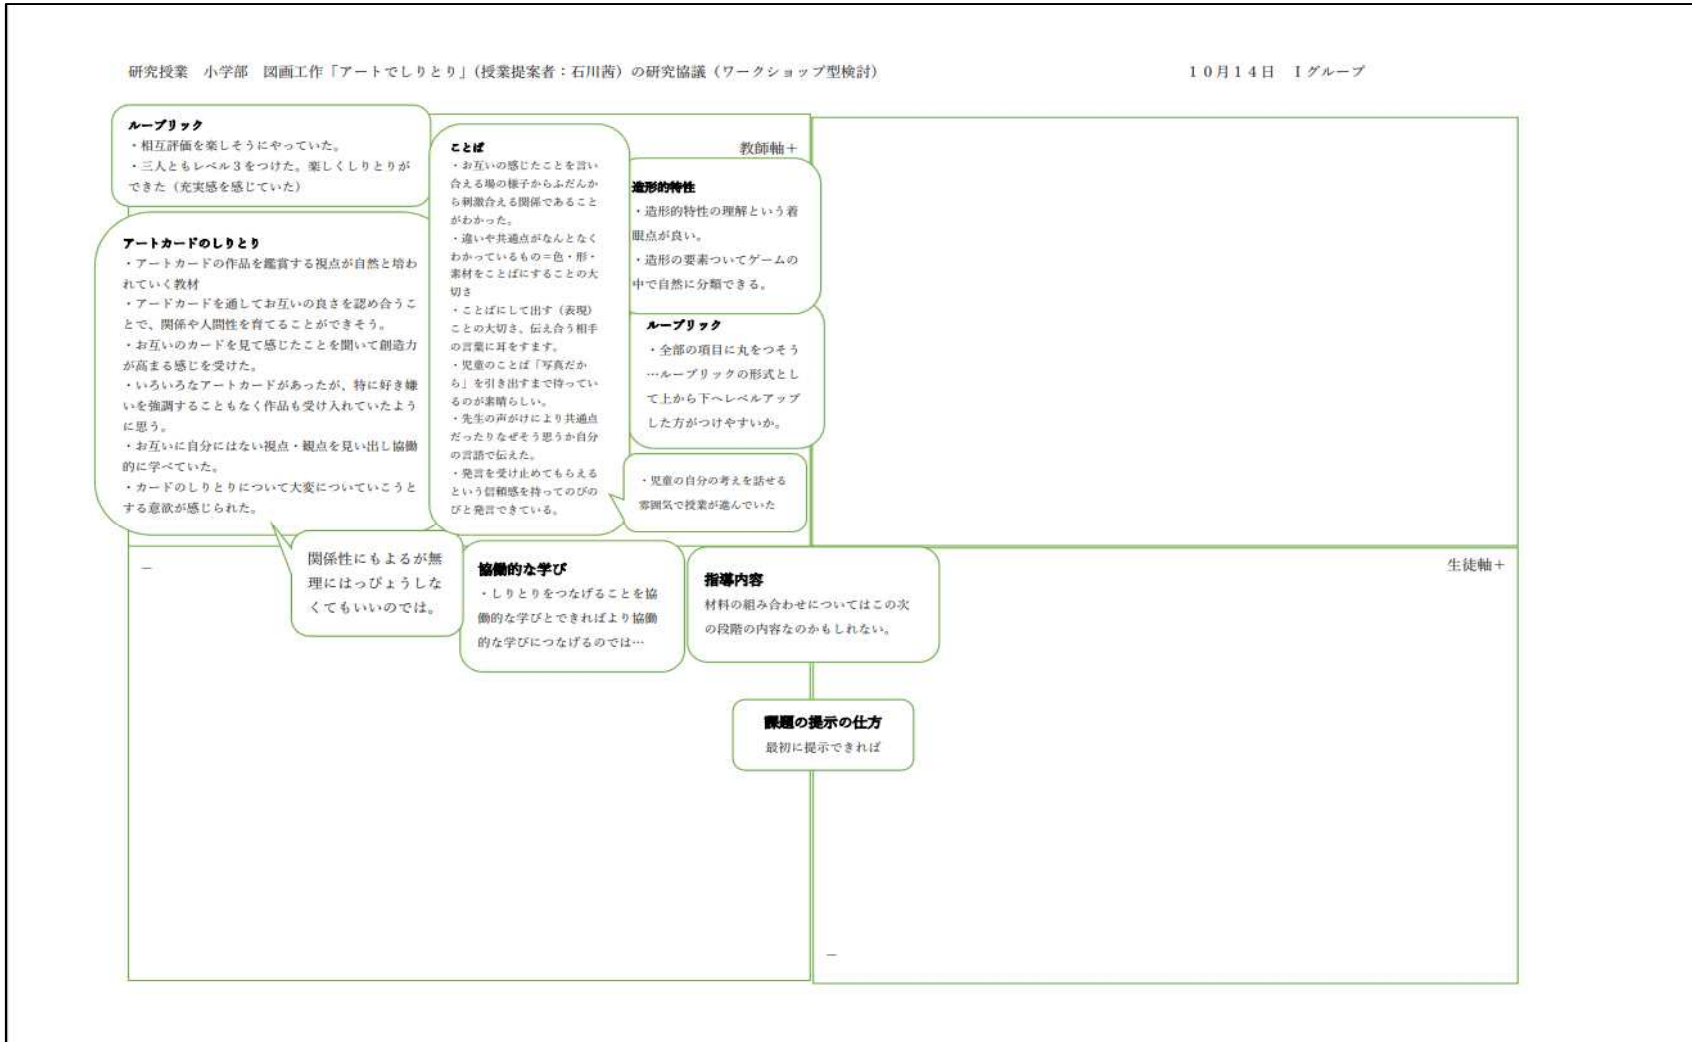 研究授業　小学部　図画工作「アートでしりとり」(授業提案者：石川茜）の研究協議（ワークショップ型検討）
１０月１４日　Ｉグループ
ルーブリック
・相互評価を楽しそうにやっていた。
・三人ともレベル３をつけた。楽しくしりとりが
できた（充実感を感じていた）
アートカードのしりとり
・アートカードの作品を鑑賞する視点が自然と培わ
れていく教材
・アードカードを通してお互いの良さを認め合うこ
とで、関係や人間性を育てることができそう。
・お互いのカードを見て感じたことを聞いて創造力
が高まる感じを受けた。
・いろいろなアートカードがあったが、特に好き嫌
いを強調することもなく作品も受け入れていたよう
に思う。
・お互いに自分にはない視点・観点を見い出し協働
的に学べていた。
・カードのしりとりについて大変についていこうと
する意欲が感じられた。
ことば
・お互いの感じたことを言い
合える場の様子からふだんか
ら刺激合える関係であること
がわかった。
・違いや共通点がなんとなく
わかっているもの＝色・形・
素材をことばにすることの大
切さ
・ことばにして出す（表現）
ことの大切さ、伝え合う相手
の言葉に耳をすます。
・児童のことば「写真だか
ら」を引き出すまで待ってい
るのが素晴らしい。
・先生の声がけにより共通点
だったりなぜそう思うか自分
の言語で伝えた。
・発言を受け止めてもらえる
という信頼感を持ってのびの
びと発言できている。
教師軸＋
造形的特性
・造形的特性の理解という着
眼点が良い。
・造形の要素ついてゲームの
中で自然に分類できる。
ルーブリック
・全部の項目に丸をつそう
…ルーブリックの形式とし
て上から下へレベルアップ
した方がつけやすいか。
・児童の自分の考えを話せる
雰囲気で授業が進んでいた
－
関係性にもよるが無
理にはっぴょうしな
くてもいいのでは。
協働的な学び
・しりとりをつなげることを協
働的な学びとできればより協働
的な学びにつなげるのでは…
指導内容
材料の組み合わせについてはこの次
の段階の内容なのかもしれない。
生徒軸＋
課題の提示の仕方
最初に提示できれば
－